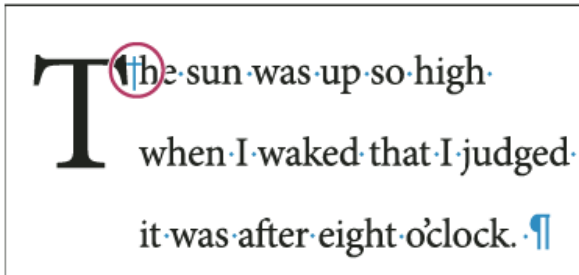 The sun was up so high
when I waked that I judged
it was after eight o’clock. ¶